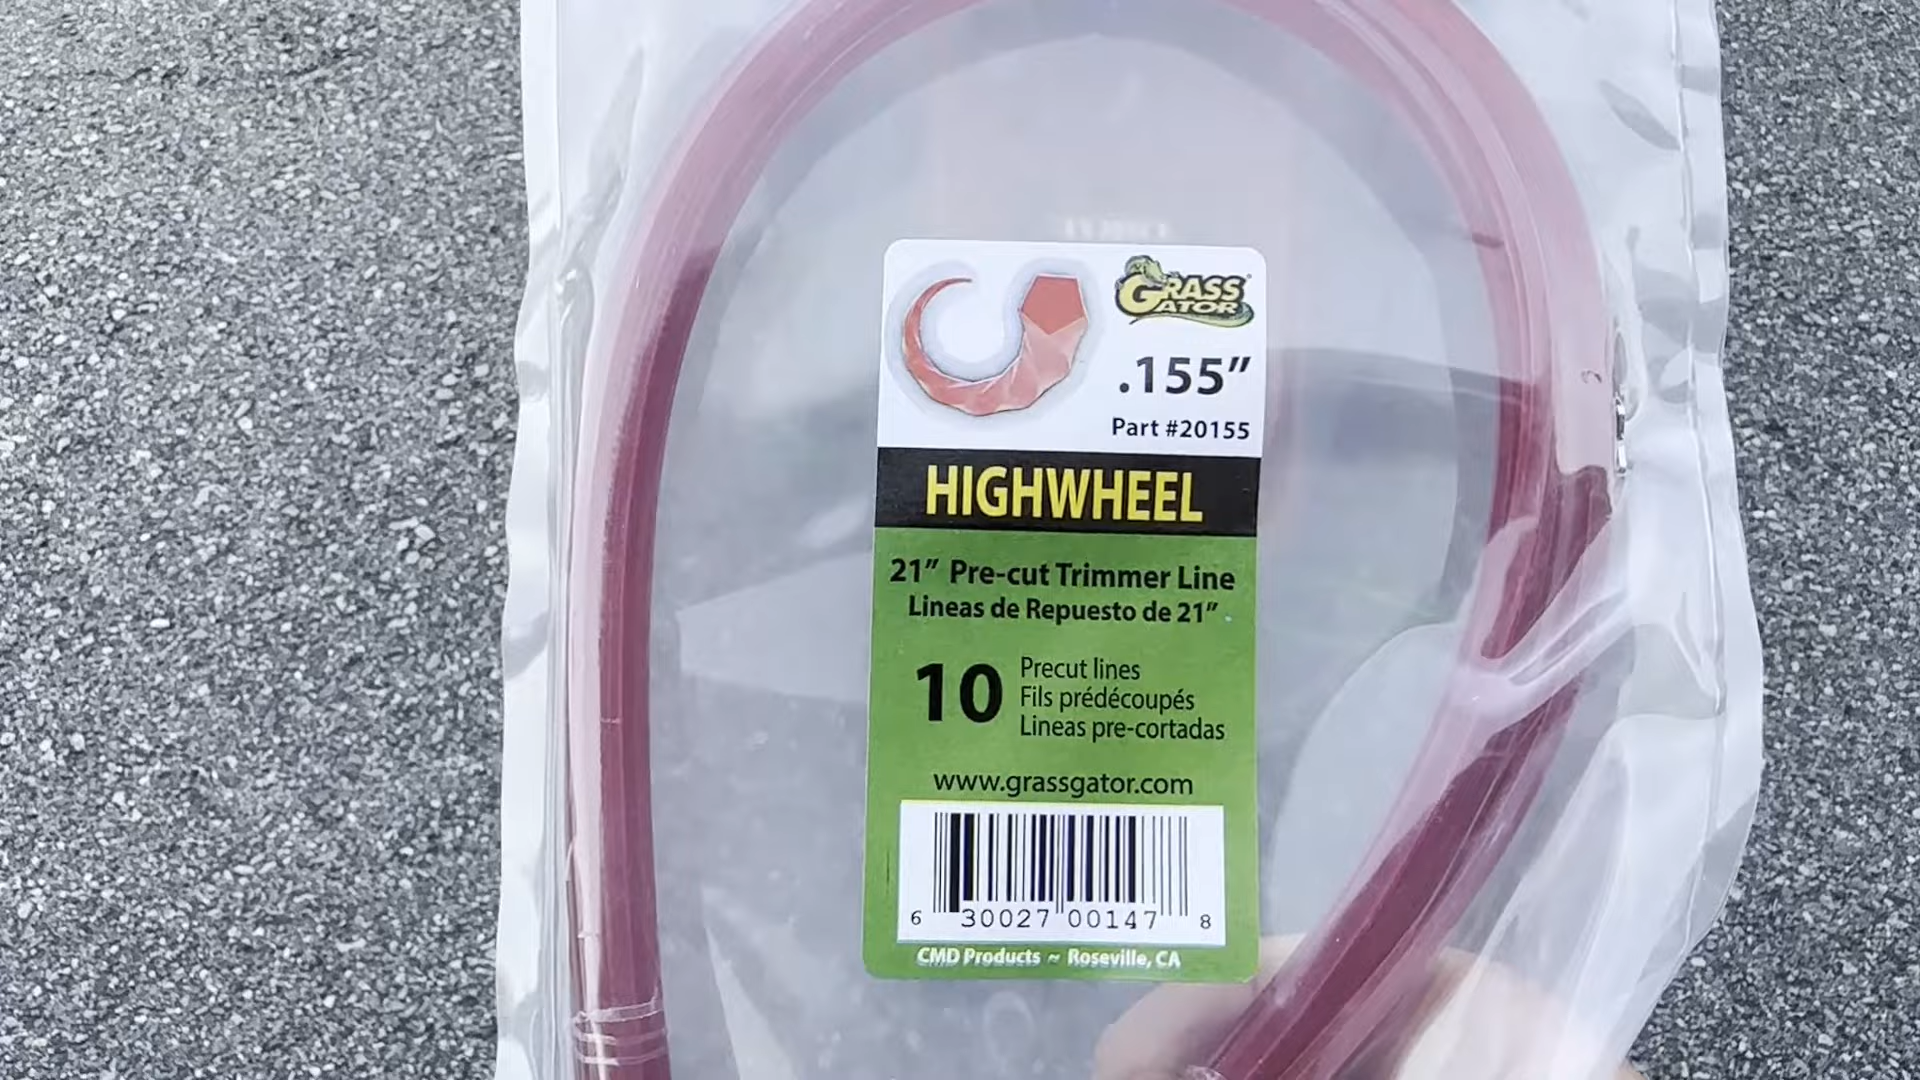 GRASS GATOR
.155”
Part #20155
HIGHWHEEL
21” Pre-cut Trimmer Line
Lineas de Repuesto de 21”
10
Precut lines
Fils prédécoupés
Lineas pre-cortadas
www.grassgator.com
6 30027 00147 8
CMD Products ~ Roseville, CA